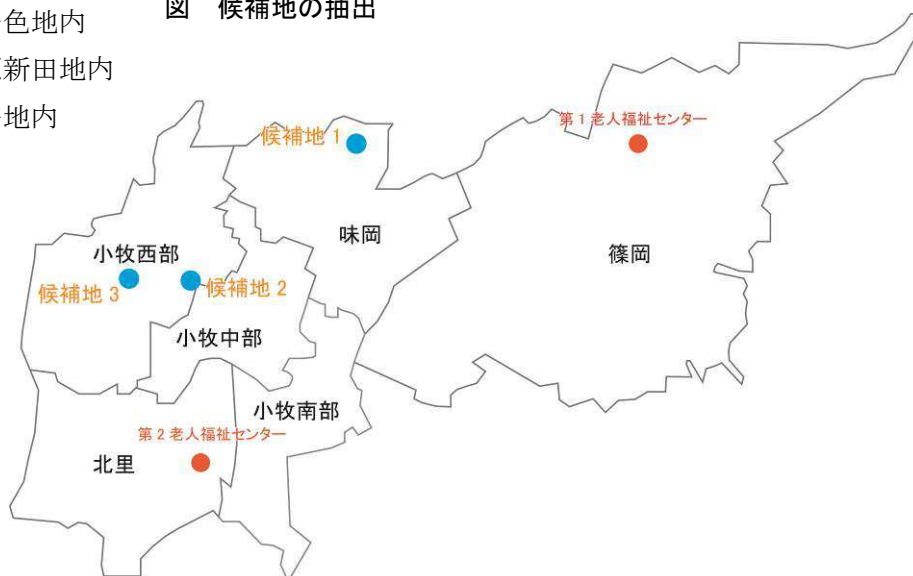 色地内
図 候補地の抽出
新田地内
地内
候補地 1
第 1 老人福祉センター
味岡
小牧西部
篠岡
候補地 3
候補地 2
小牧中部
小牧南部
第 2 老人福祉センター
北里